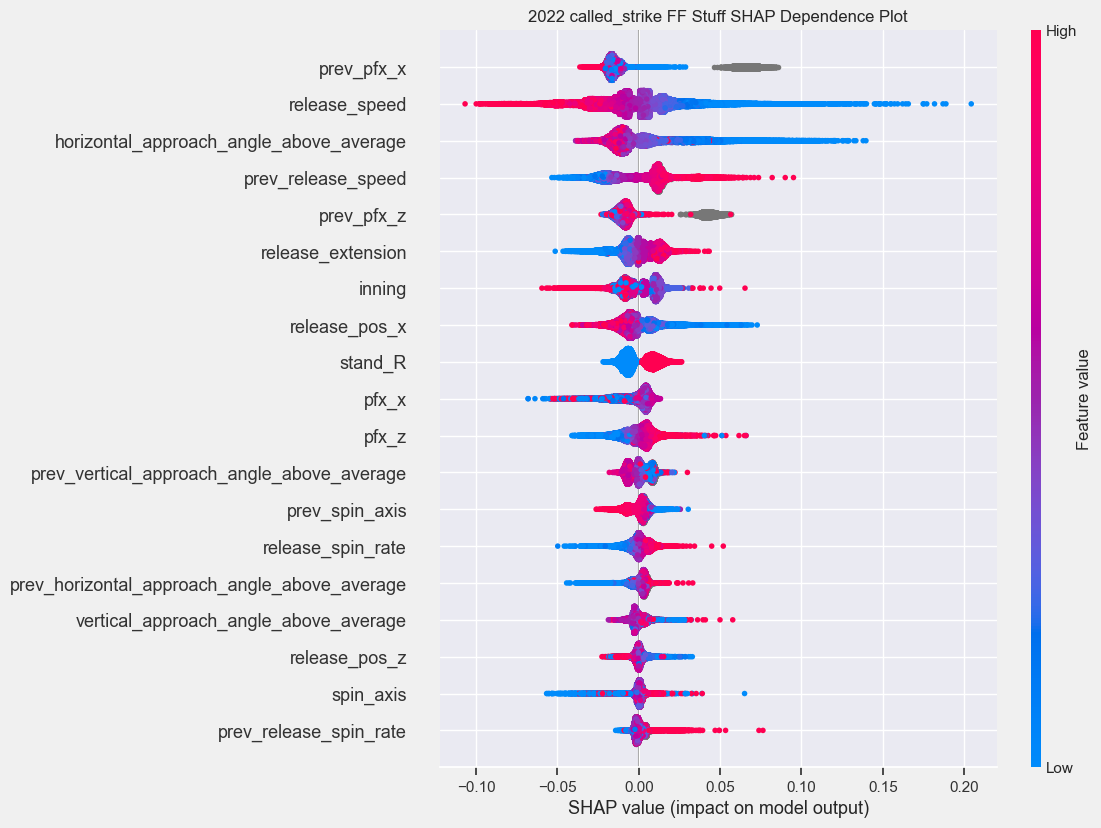 2022 called_strike FF Stuff SHAP Dependence Plot
High
prev_pfx_x
release_speed
horizontal_approach_angle_above_average
prev_release_speed
prev_pfx_z
release_extension
inning
release_pos_x
stand_R
pfx_x
pfx_z
prev_vertical_approach_angle_above_average
prev_spin_axis
release_spin_rate
prev_horizontal_approach_angle_above_average
vertical_approach_angle_above_average
release_pos_z
spin_axis
prev_release_spin_rate
Feature value
Low
−0.10 −0.05 0.00 0.05 0.10 0.15 0.20
SHAP value (impact on model output)